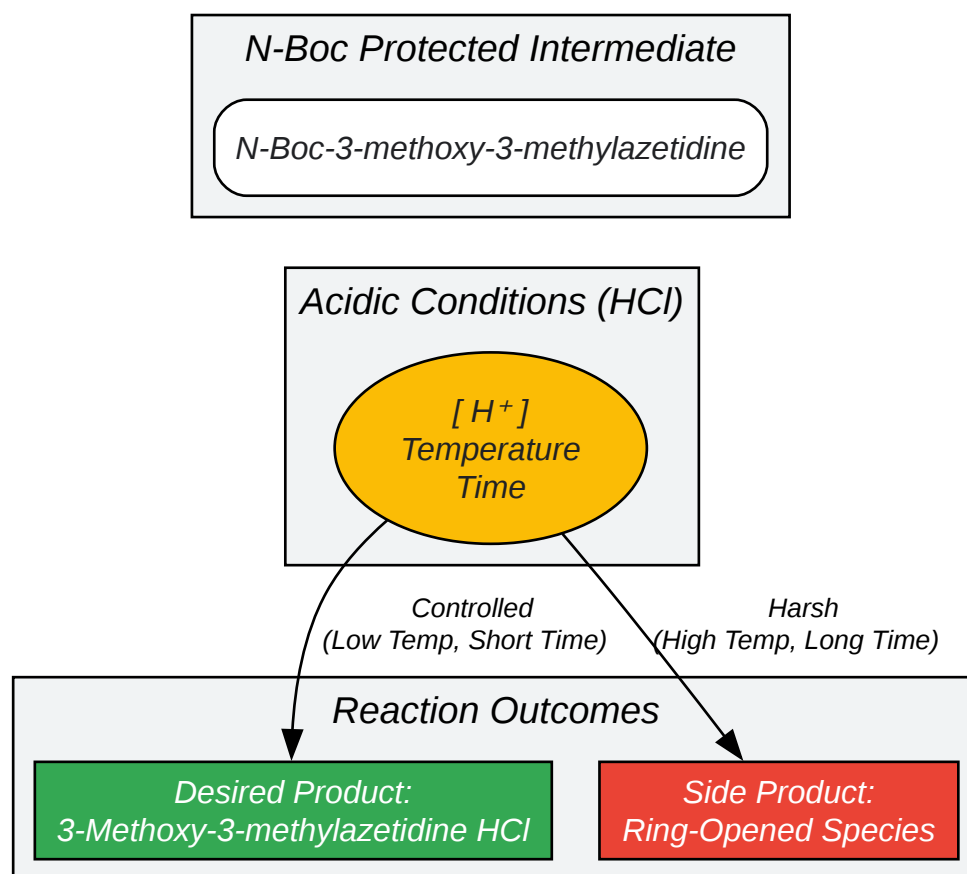 N-Boc Protected Intermediate
N-Boc-3-methoxy-3-methylazetidine
Acidic Conditions (HCl)
[ H⁺ ]
Temperature
Time
Controlled
(Low Temp, Short Time)
Harsh
(High Temp, Long Time)
Reaction Outcomes
Desired Product:
3-Methoxy-3-methylazetidine HCl
Side Product:
Ring-Opened Species